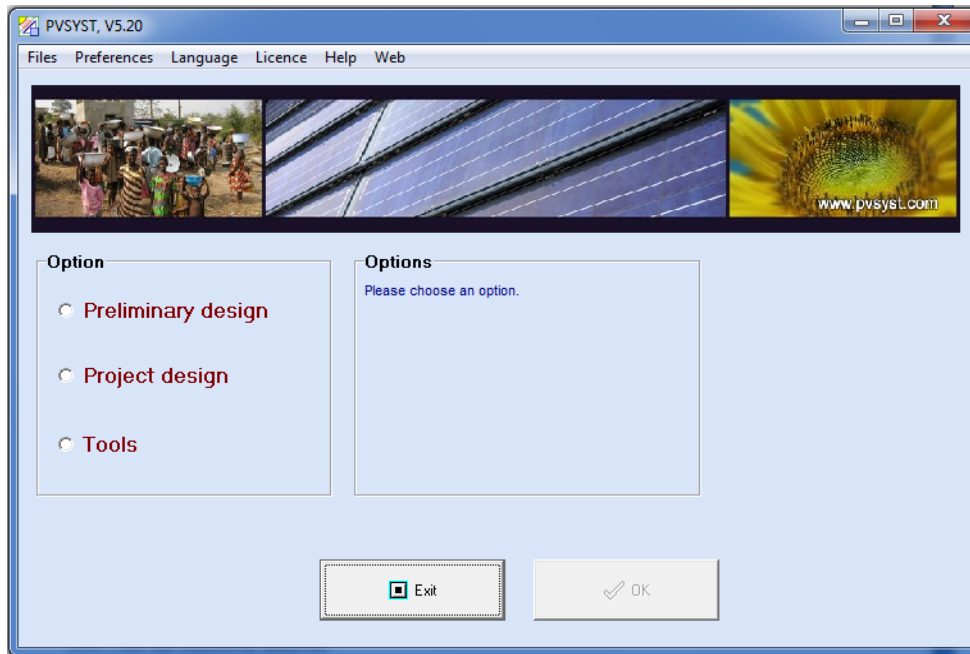 PVSYST, V5.20
Files Preferences Language Licence Help Web
www.pvsyst.com
Option
Preliminary design
Project design
Tools
Options
Please choose an option.
Exit
OK